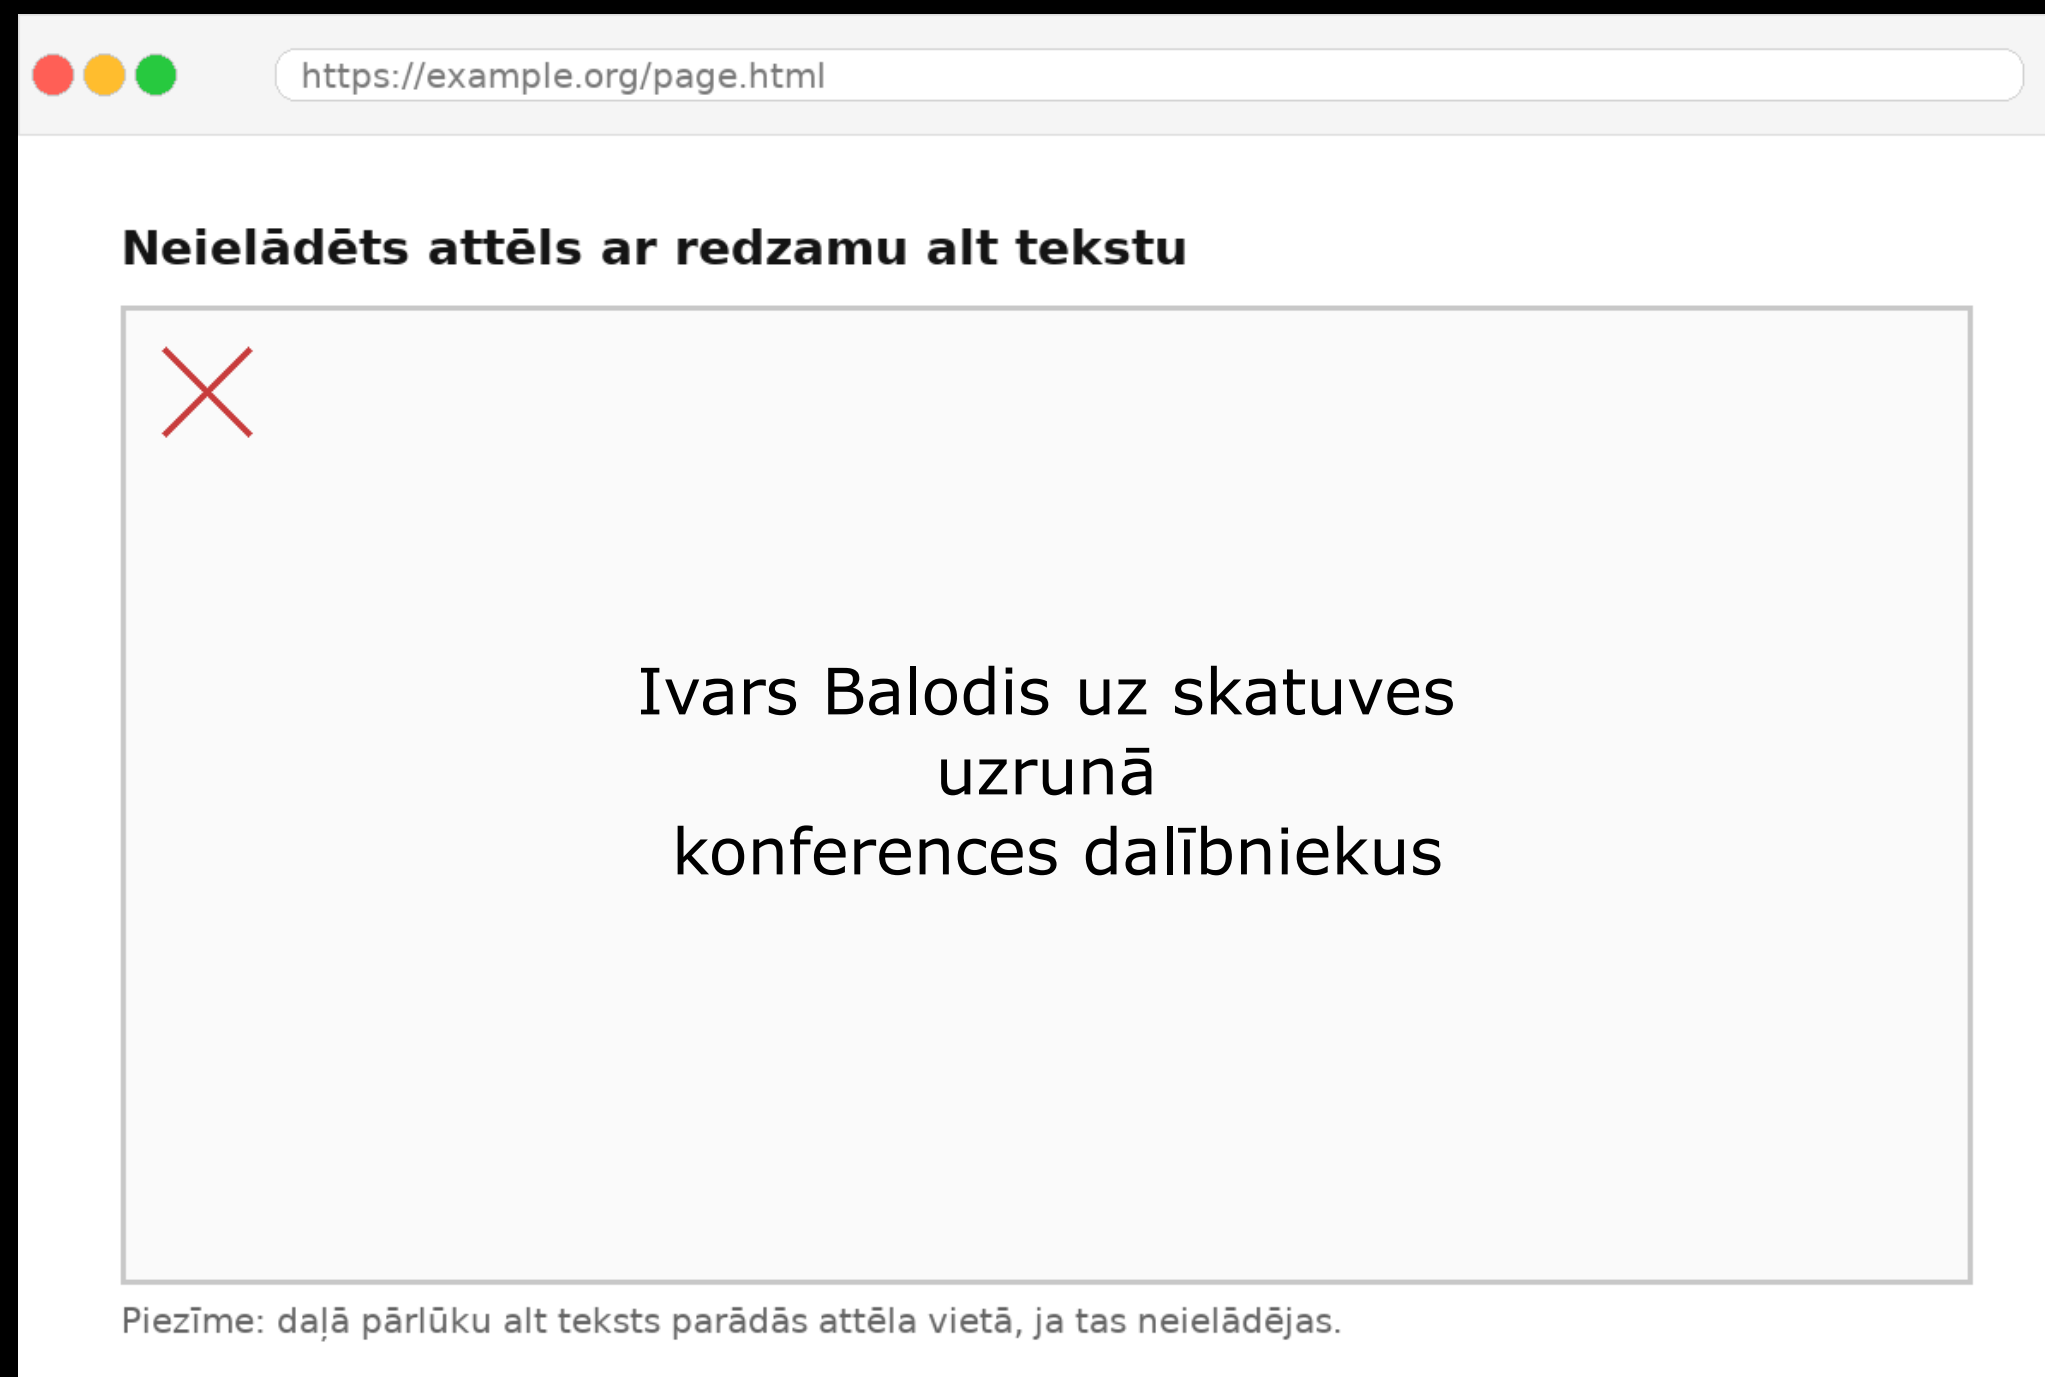 https://example.org/page.html
Neielādēts attēls ar redzamu alt tekstu
Ivars Balodis uz skatuves
uzrunā
konferences dalībniekus
Piezīme: daļā pārlūku alt teksts parādās attēla vietā, ja tas neielādējas.